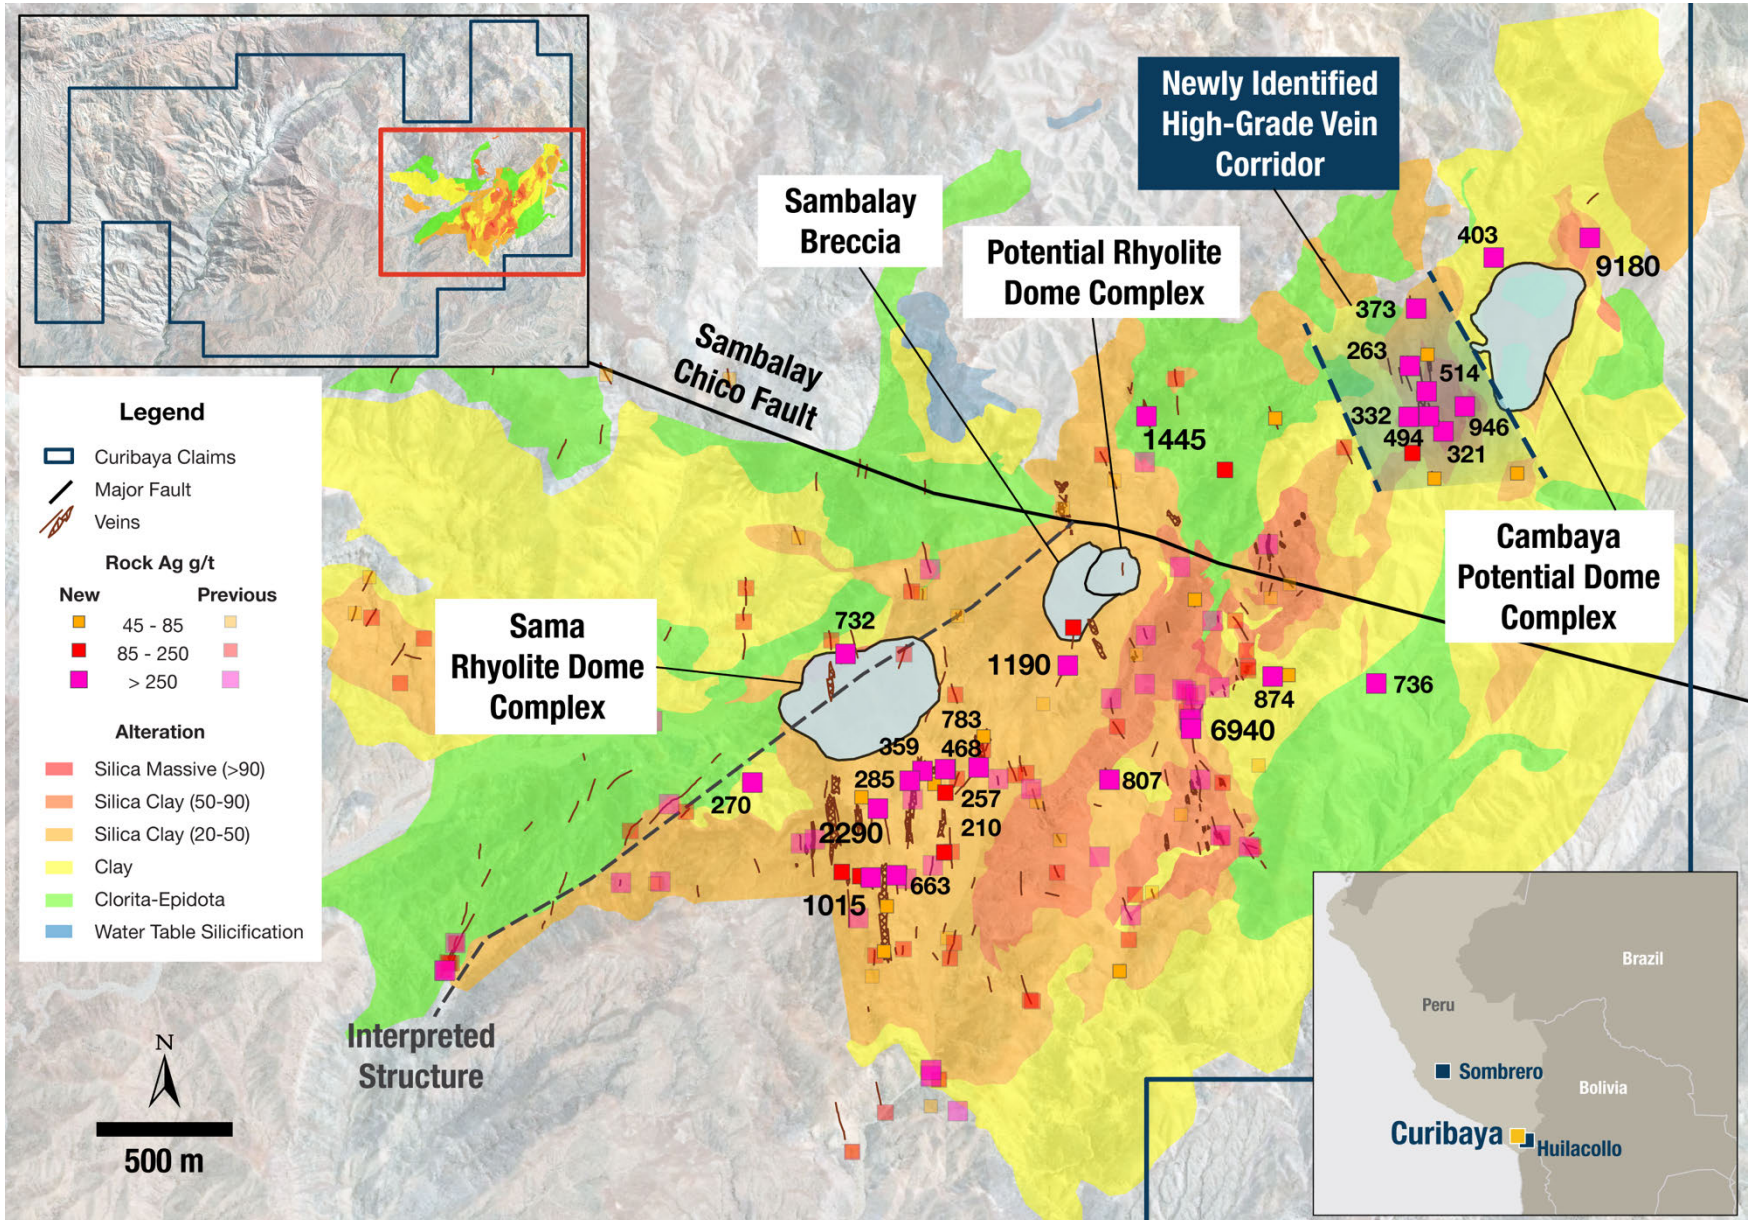 Newly Identified
High-Grade Vein
Corridor
Sambalay
Breccia
Potential Rhyolite
Dome Complex
403
9180
373
263
514
332
494
946
321
Sambalay
Chico Fault
1445
Legend
Curibaya Claims
Major Fault
Veins
Rock Ag g/t
New Previous
45 - 85
85 - 250
> 250
Alteration
Silica Massive (>90)
Silica Clay (50-90)
Silica Clay (20-50)
Clay
Clorita-Epidota
Water Table Silicification
Cambaya
Potential Dome
Complex
Sama
Rhyolite Dome
Complex
732
1190
874
736
783
6940
359
468
285
257
807
270
210
2290
663
1015
Interpreted
Structure
N
500 m
Brazil
Peru
Sombrero
Bolivia
Curibaya
Huilacollo